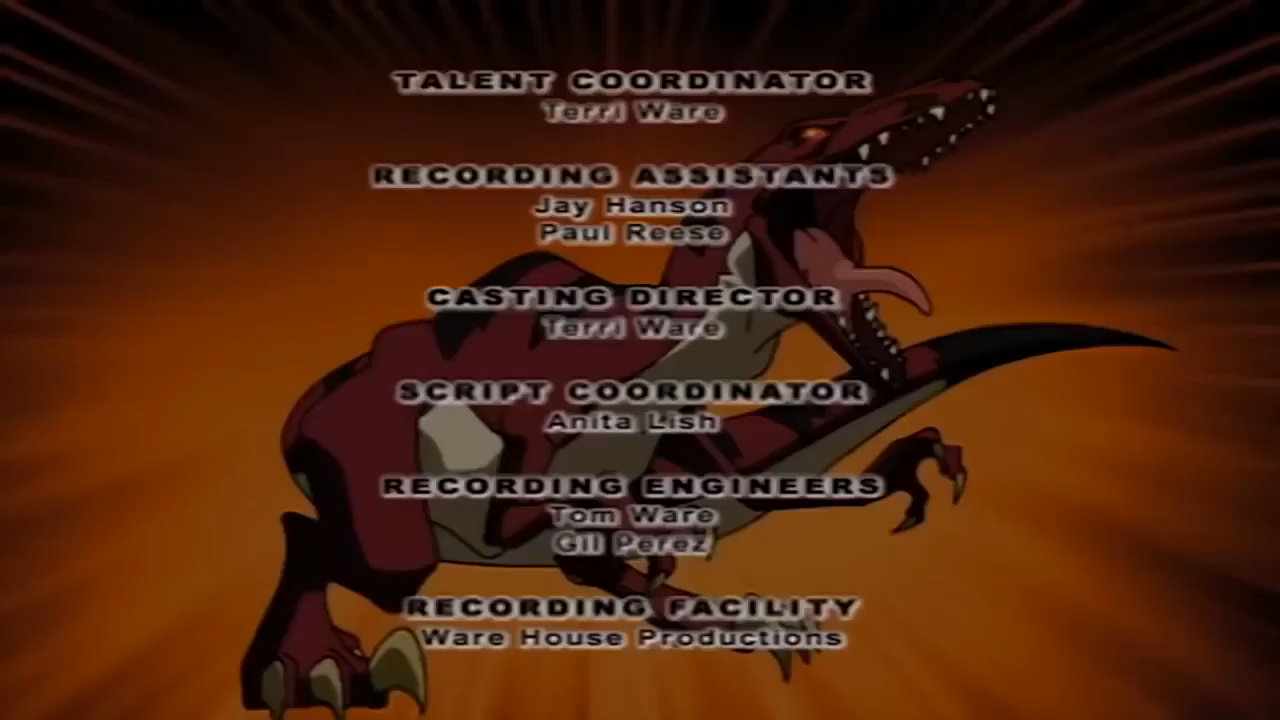 TALENT COORDINATOR
Terri Ware
RECORDING ASSISTANTS
Jay Hanson
Paul Reese
CASTING DIRECTOR
Terri Ware
SCRIPT COORDINATOR
Anita Lish
RECORDING ENGINEERS
Tom Ware
Gil Perez
RECORDING FACILITY
Ware House Productions